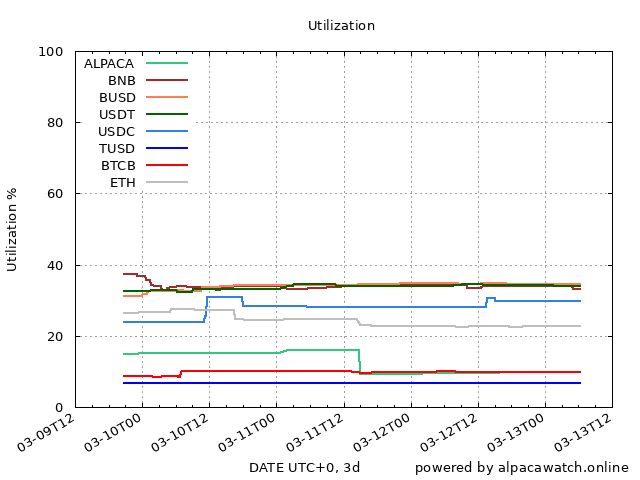 Utilization
100
80
60
40
20
0
Utilization %
ALPACA
BNB
BUSD
USDT
USDC
TUSD
BTCB
ETH
03-09T12
03-10T00
03-10T12
03-11T00
03-11T12
03-12T00
03-12T12
03-13T00
03-13T12
DATE UTC+0, 3d
powered by alpacawatch.online